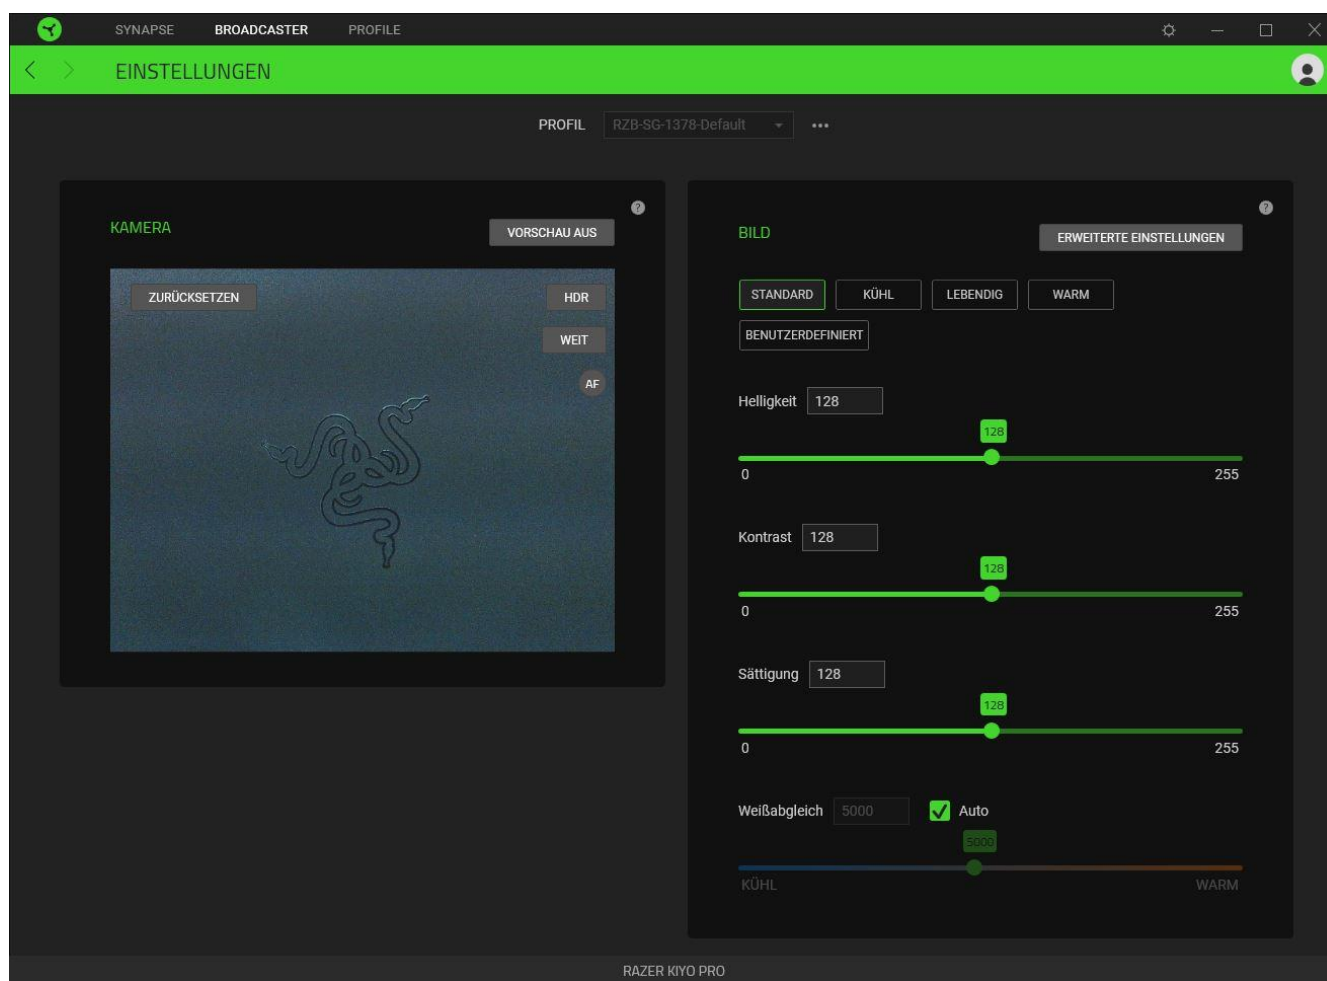 SYNAPSE BROADCASTER PROFILE
EINSTELLUNGEN
PROFIL RZB-SG-1378-Default
KAMERA
VORSCHAU AUS
ZURÜCKSETZEN
HDR
WEIT
AF
BILD
ERWEITERTE EINSTELLUNGEN
STANDARD KÜHL LEBENDIG WARM
BENUTZERDEFINIERT
Helligkeit 128
128
0 255
Kontrast 128
128
0 255
Sättigung 128
128
0 255
Weißabgleich 5000 Auto
5000
KÜHL WARM
RAZER KIYO PRO